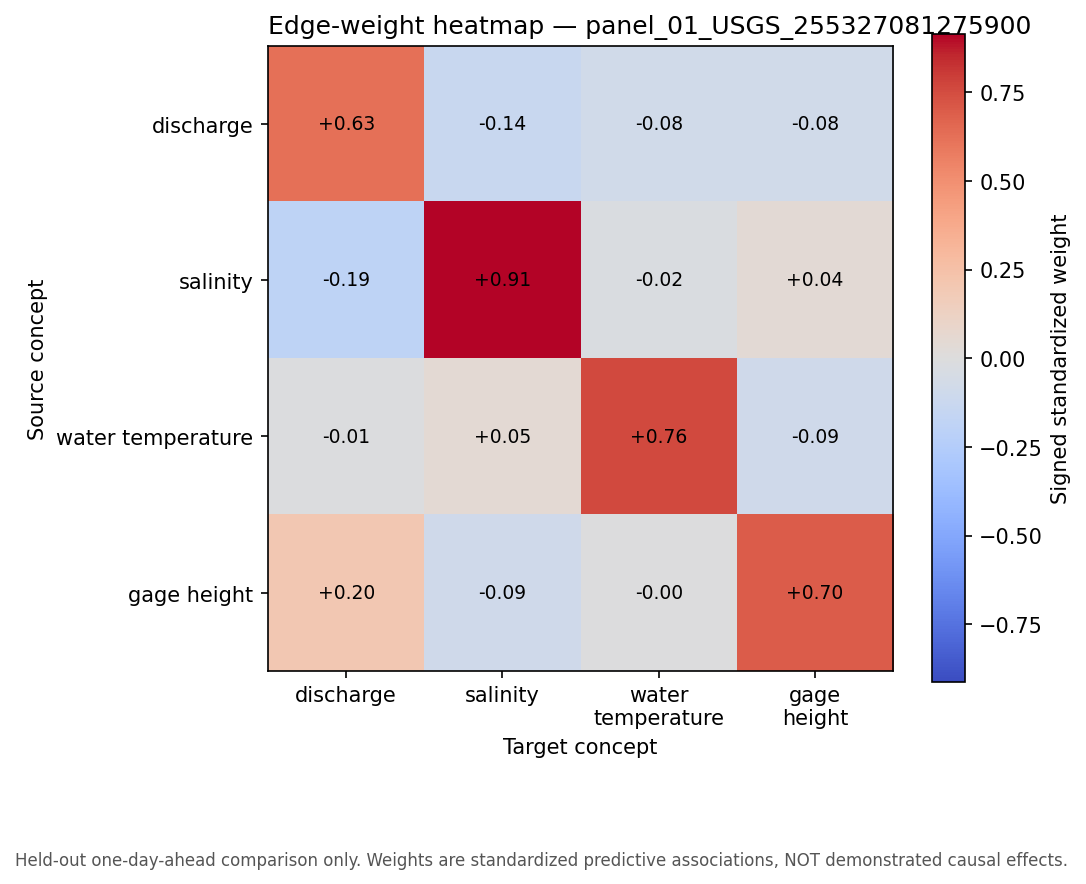 Edge-weight heatmap — panel_01_USGS_255327081275900
discharge +0.63 -0.14 -0.08 -0.08
salinity -0.19 +0.91 -0.02 +0.04
water temperature -0.01 +0.05 +0.76 -0.09
gage height +0.20 -0.09 -0.00 +0.70
Source concept
discharge salinity water temperature gage height
Target concept
0.75
0.50
0.25
0.00
−0.25
−0.50
−0.75
Signed standardized weight
Held-out one-day-ahead comparison only. Weights are standardized predictive associations, NOT demonstrated causal effects.